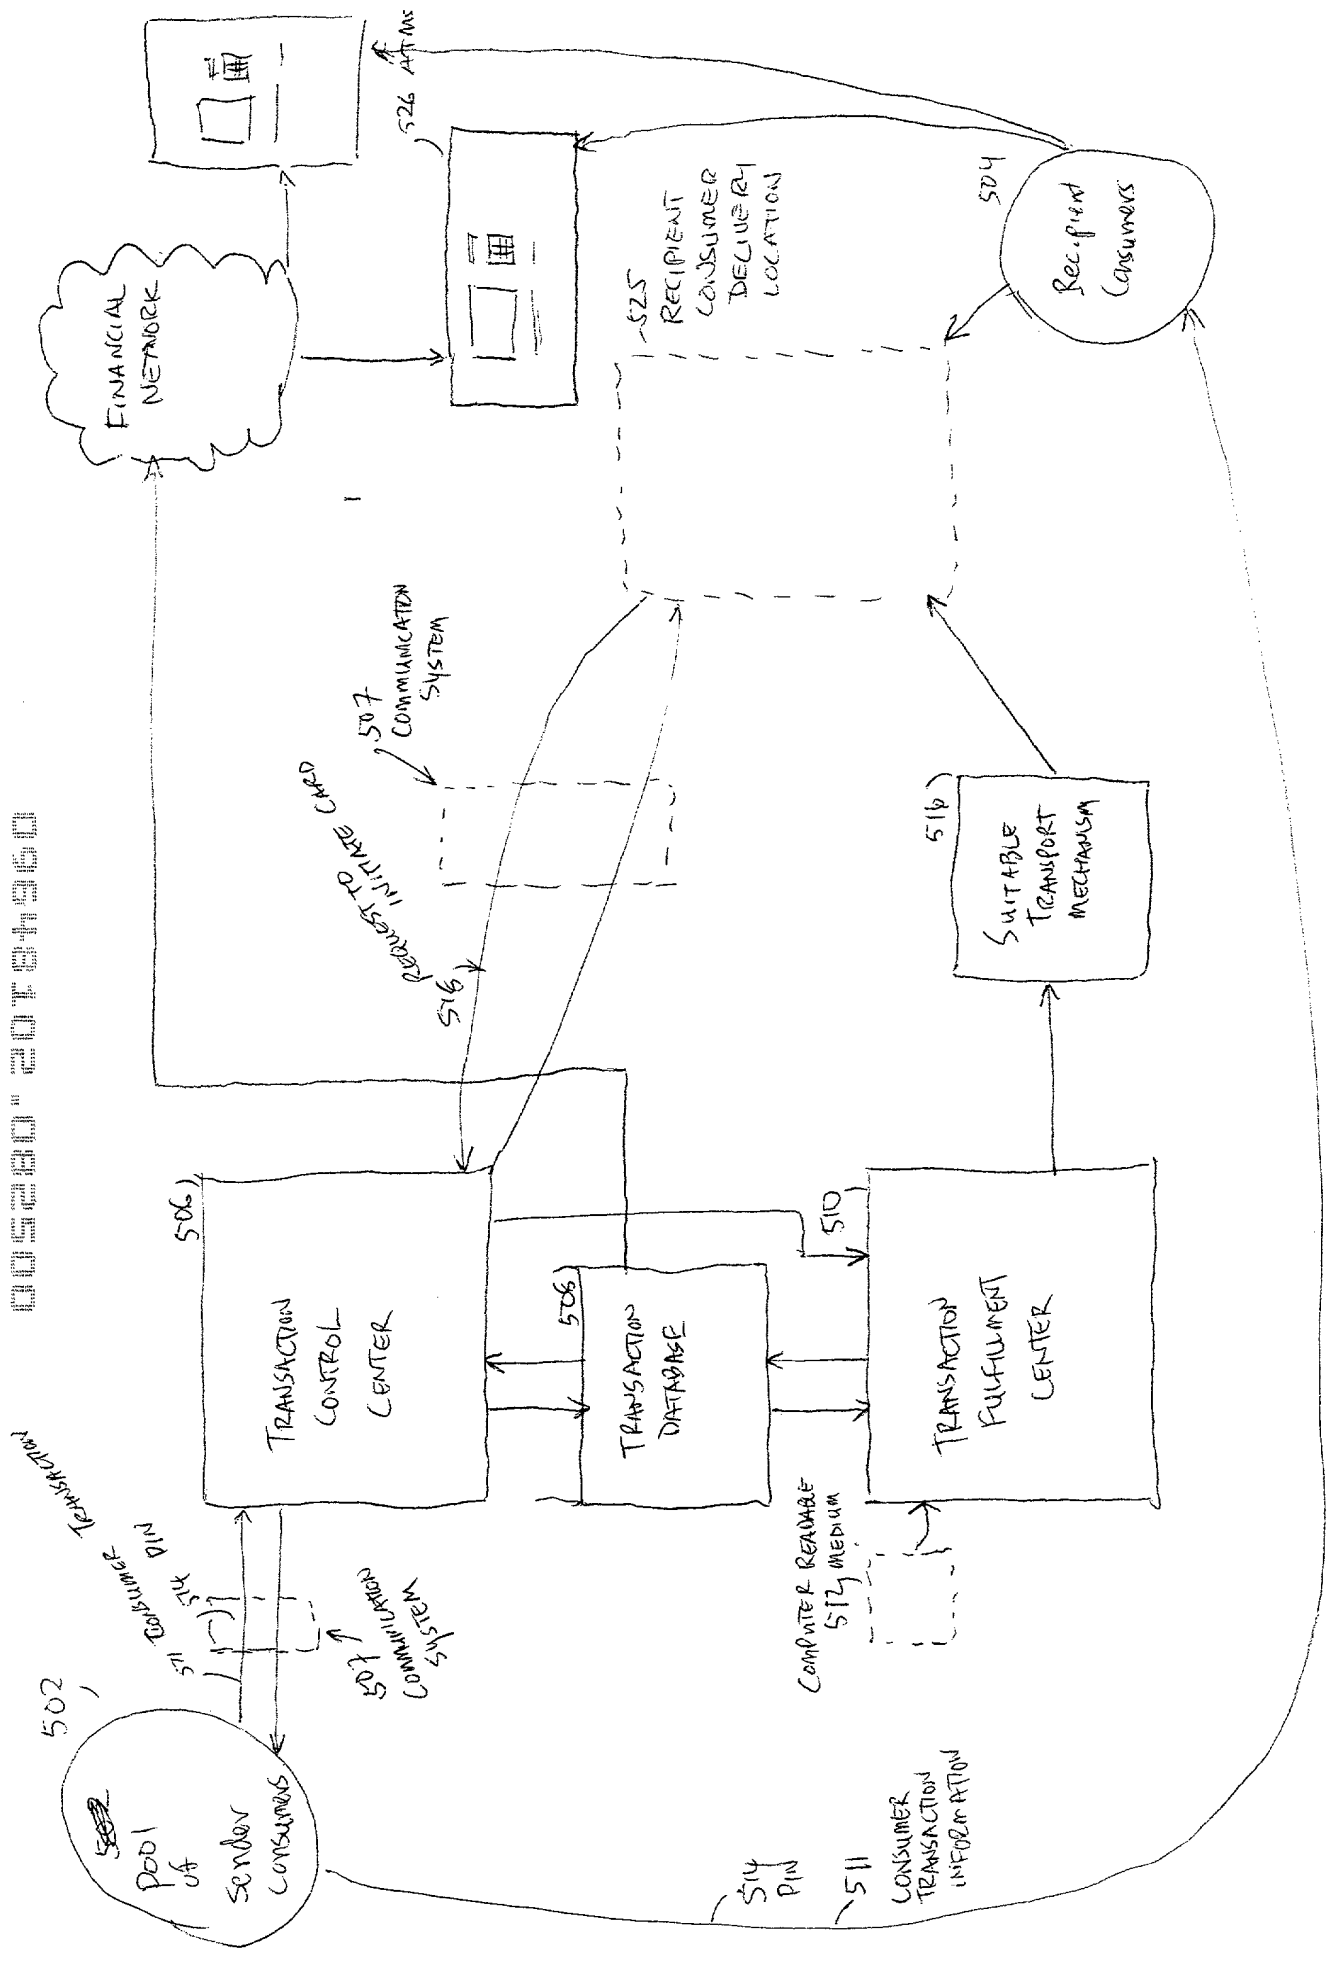 09648102.082500
502
Pool
of
Sender
Consumers
511 CONSUMER TRANSACTION
514 PIN
507
COMMUNICATION
SYSTEM
506
TRANSACTION
CONTROL
CENTER
508
TRANSACTION
DATABASE
510
TRANSACTION
FULFILLMENT
CENTER
COMPUTER READABLE
512 MEDIUM
514
PIN
511
CONSUMER
TRANSACTION
INFORMATION
REQUEST TO
INITIATE CARD
516
507
COMMUNICATION
SYSTEM
516
SUITABLE
TRANSPORT
MECHANISM
FINANCIAL
NETWORK
526 ATMs
525
RECIPIENT
CONSUMER
DELIVERY
LOCATION
504
Recipient
Consumers